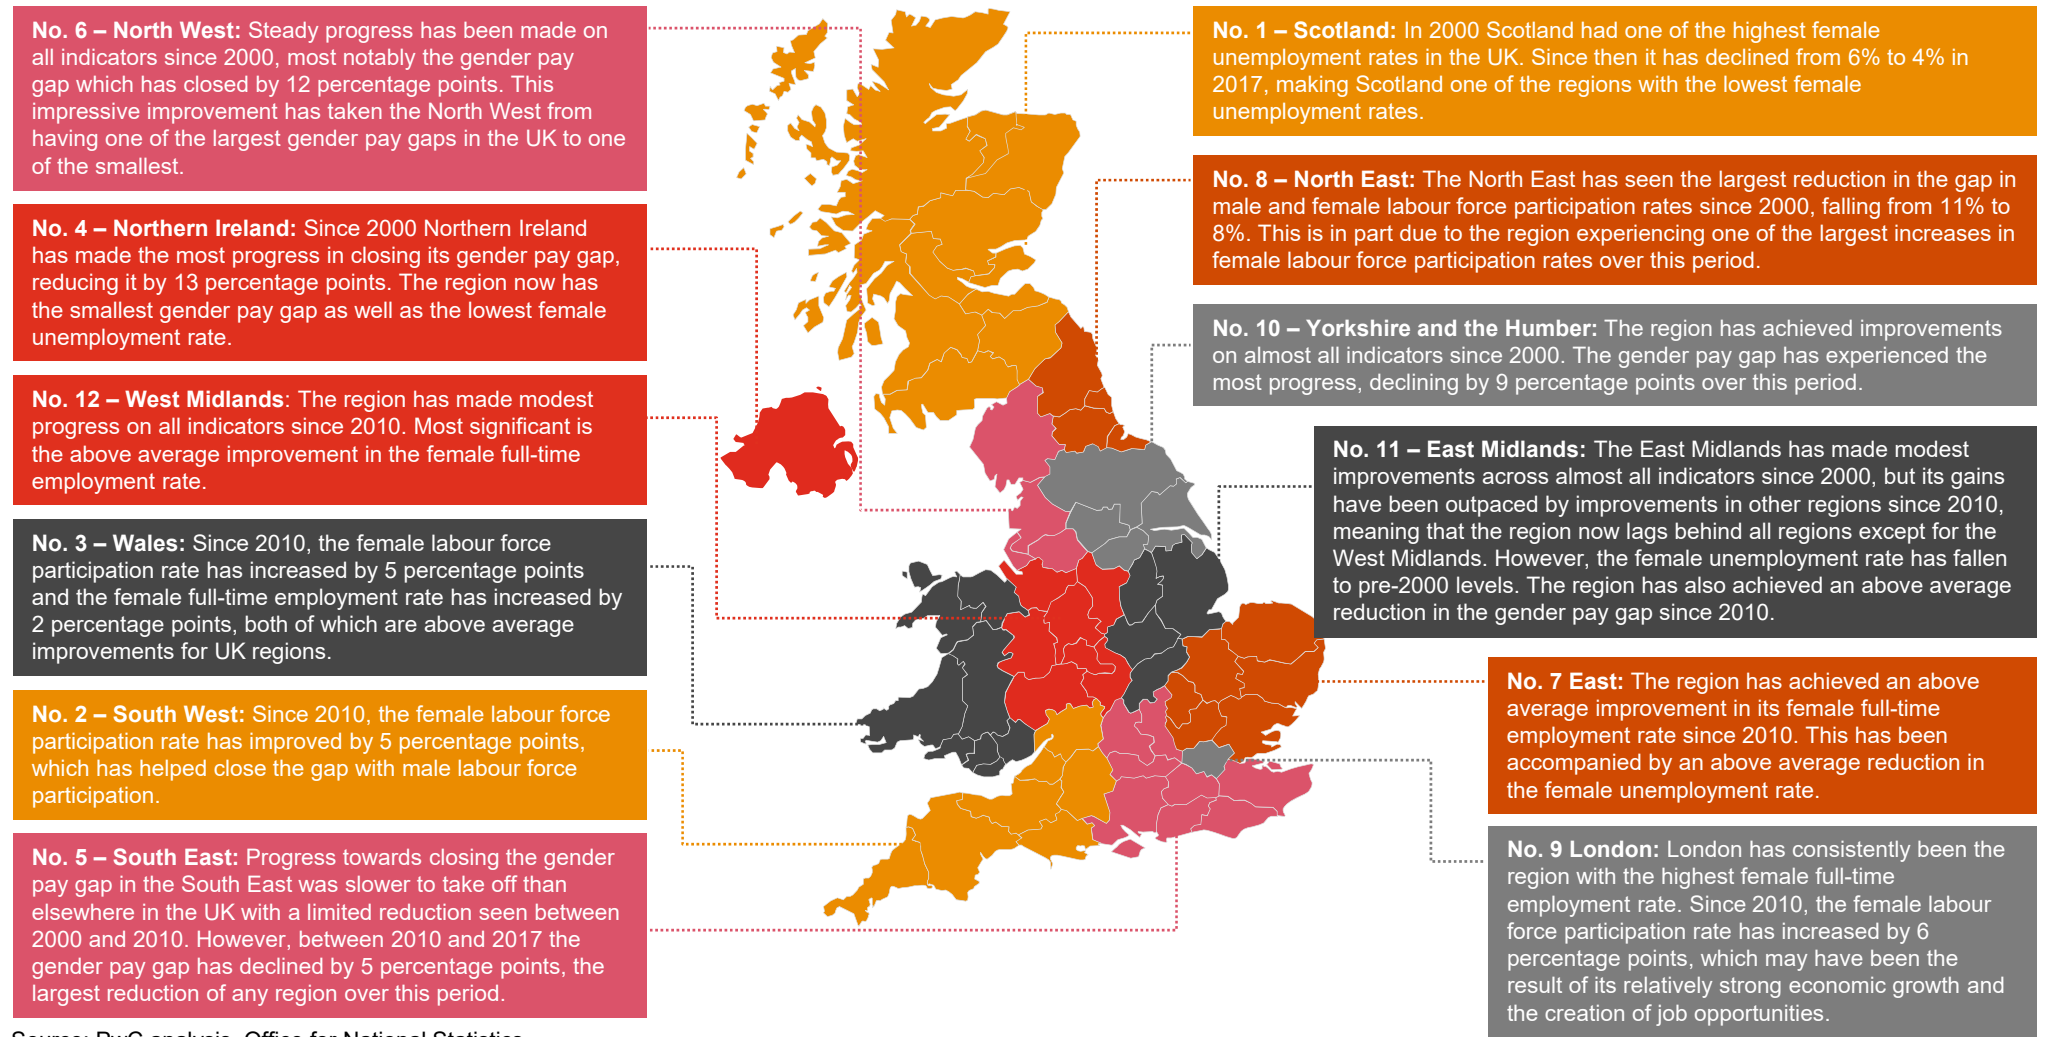 No. 6 – North West: Steady progress has been made on
all indicators since 2000, most notably the gender pay
gap which has closed by 12 percentage points. This
impressive improvement has taken the North West from
having one of the largest gender pay gaps in the UK to one
of the smallest.
No. 4 – Northern Ireland: Since 2000 Northern Ireland
has made the most progress in closing its gender pay gap,
reducing it by 13 percentage points. The region now has
the smallest gender pay gap as well as the lowest female
unemployment rate.
No. 12 – West Midlands: The region has made modest
progress on all indicators since 2010. Most significant is
the above average improvement in the female full-time
employment rate.
No. 3 – Wales: Since 2010, the female labour force
participation rate has increased by 5 percentage points
and the female full-time employment rate has increased by
2 percentage points, both of which are above average
improvements for UK regions.
No. 2 – South West: Since 2010, the female labour force
participation rate has improved by 5 percentage points,
which has helped close the gap with male labour force
participation.
No. 5 – South East: Progress towards closing the gender
pay gap in the South East was slower to take off than
elsewhere in the UK with a limited reduction seen between
2000 and 2010. However, between 2010 and 2017 the
gender pay gap has declined by 5 percentage points, the
largest reduction of any region over this period.
No. 1 – Scotland: In 2000 Scotland had one of the highest female
unemployment rates in the UK. Since then it has declined from 6% to 4% in
2017, making Scotland one of the regions with the lowest female
unemployment rates.
No. 8 – North East: The North East has seen the largest reduction in the gap in
male and female labour force participation rates since 2000, falling from 11% to
8%. This is in part due to the region experiencing one of the largest increases in
female labour force participation rates over this period.
No. 10 – Yorkshire and the Humber: The region has achieved improvements
on almost all indicators since 2000. The gender pay gap has experienced the
most progress, declining by 9 percentage points over this period.
No. 11 – East Midlands: The East Midlands has made modest
improvements across almost all indicators since 2000, but its gains
have been outpaced by improvements in other regions since 2010,
meaning that the region now lags behind all regions except for the
West Midlands. However, the female unemployment rate has fallen
to pre-2000 levels. The region has also achieved an above average
reduction in the gender pay gap since 2010.
No. 7 East: The region has achieved an above
average improvement in its female full-time
employment rate since 2010. This has been
accompanied by an above average reduction in
the female unemployment rate.
No. 9 London: London has consistently been the
region with the highest female full-time
employment rate. Since 2010, the female labour
force participation rate has increased by 6
percentage points, which may have been the
result of its relatively strong economic growth and
the creation of job opportunities.
Source: PwC analysis, Office for National Statistics